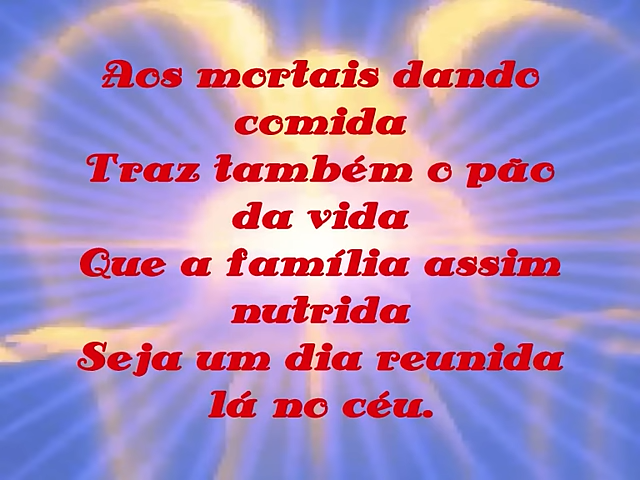 Aos mortais dando
comida
Traz também o pão
da vida
Que a família assim
nutrida
Seja um dia reunida
lá no céu.